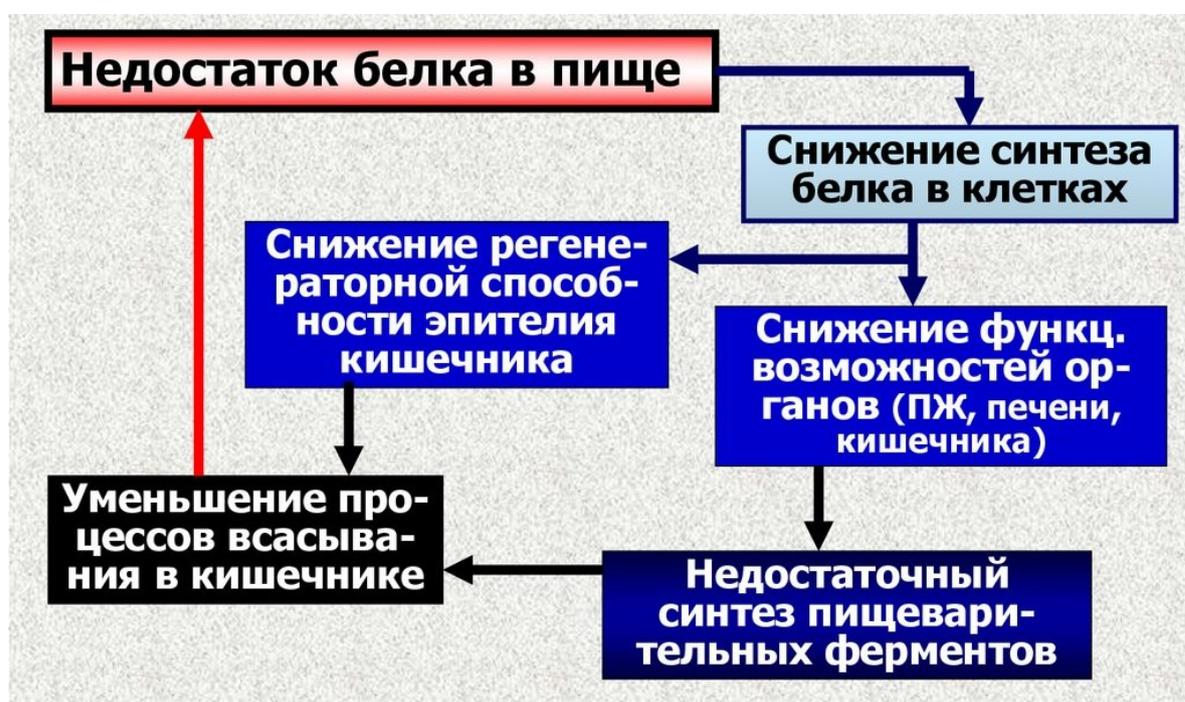 Недостаток белка в пище
Снижение синтеза
белка в клетках
Снижение регене-
раторной способ-
ности эпителия
кишечника
Снижение функц.
возможностей ор-
ганов (ПЖ, печени,
кишечника)
Уменьшение про-
цессов всасыва-
ния в кишечнике
Недостаточный
синтез пищевари-
тельных ферментов